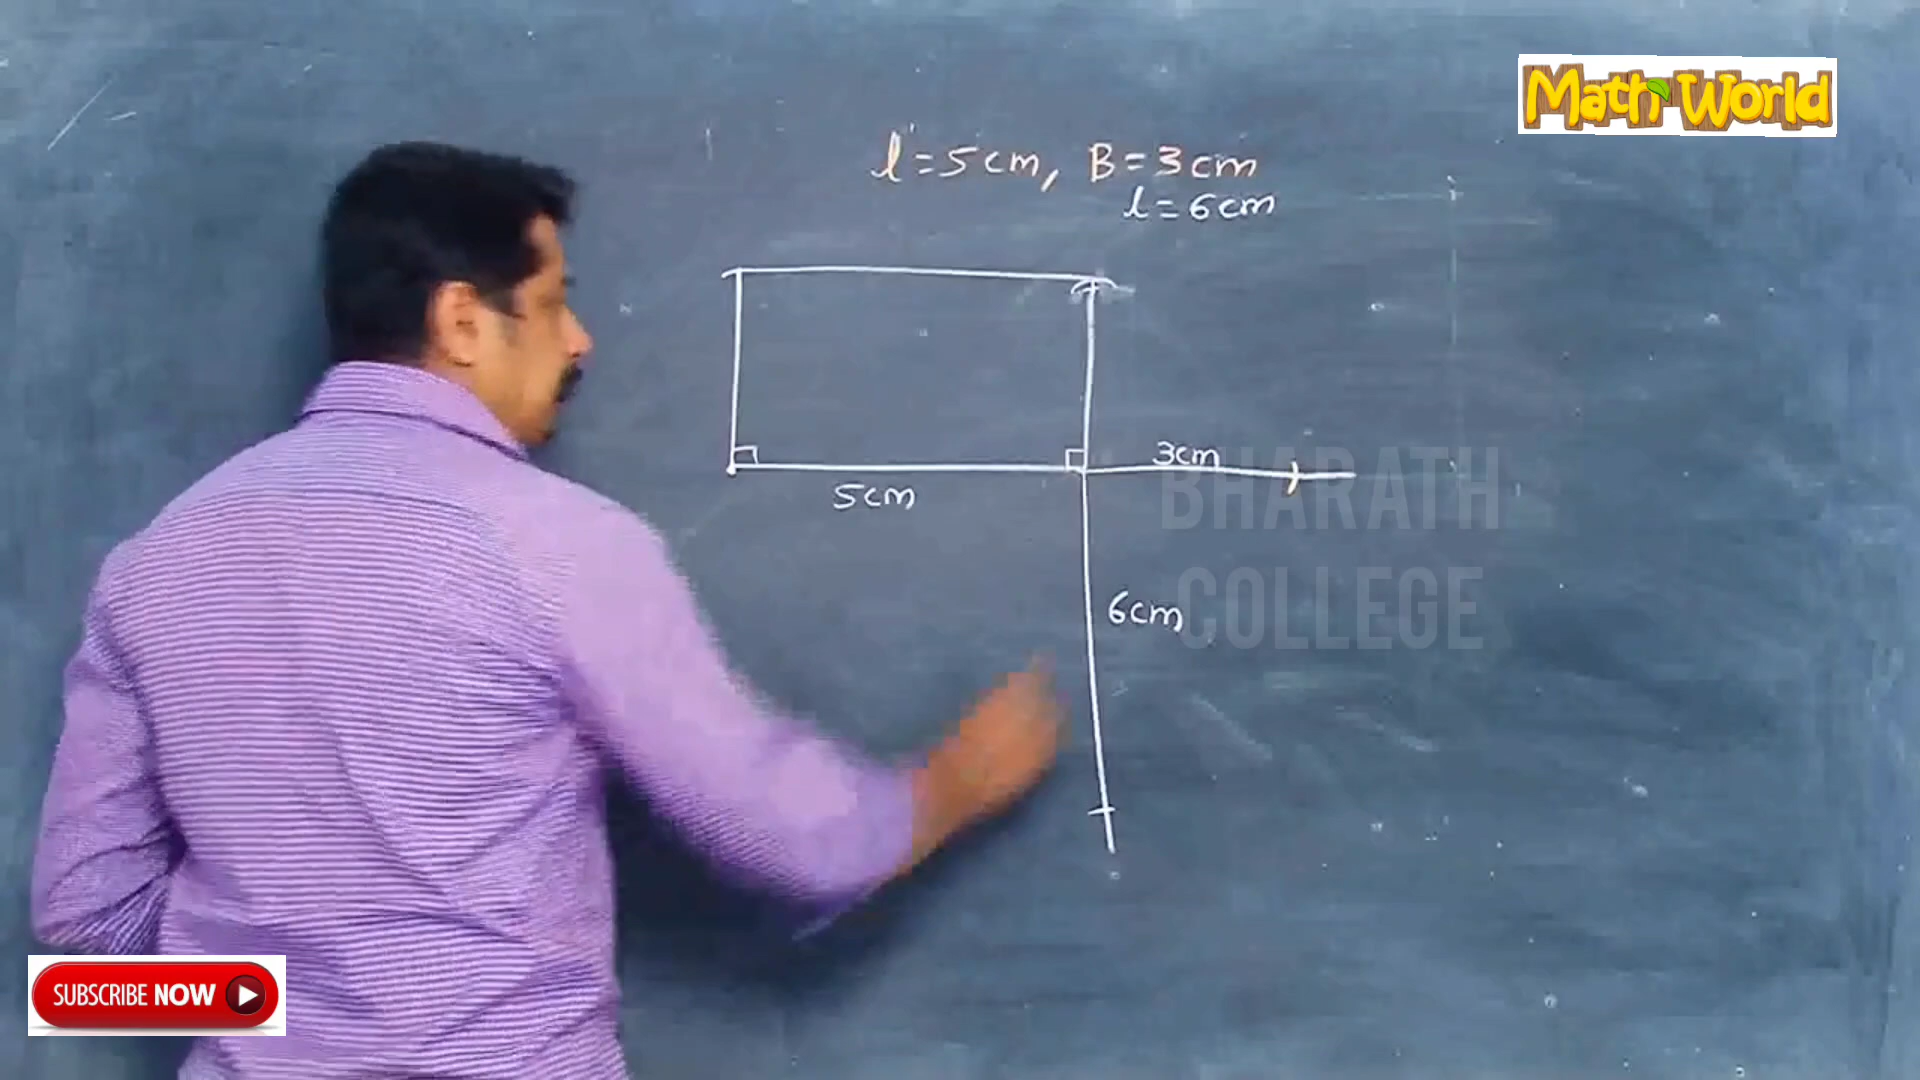 Math World
l = 5cm, B = 3cm
l = 6cm
3cm
5cm
BHARATH
COLLEGE
6cm
SUBSCRIBE NOW